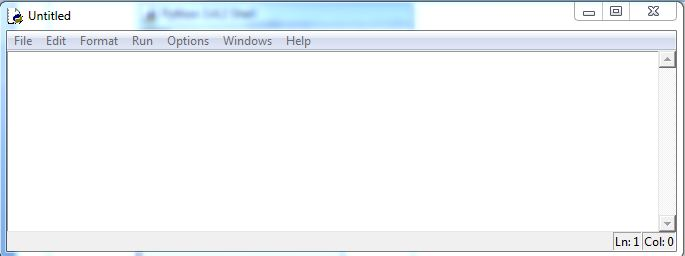 Untitled
File Edit Format Run Options Windows Help
Ln: 1 Col: 0